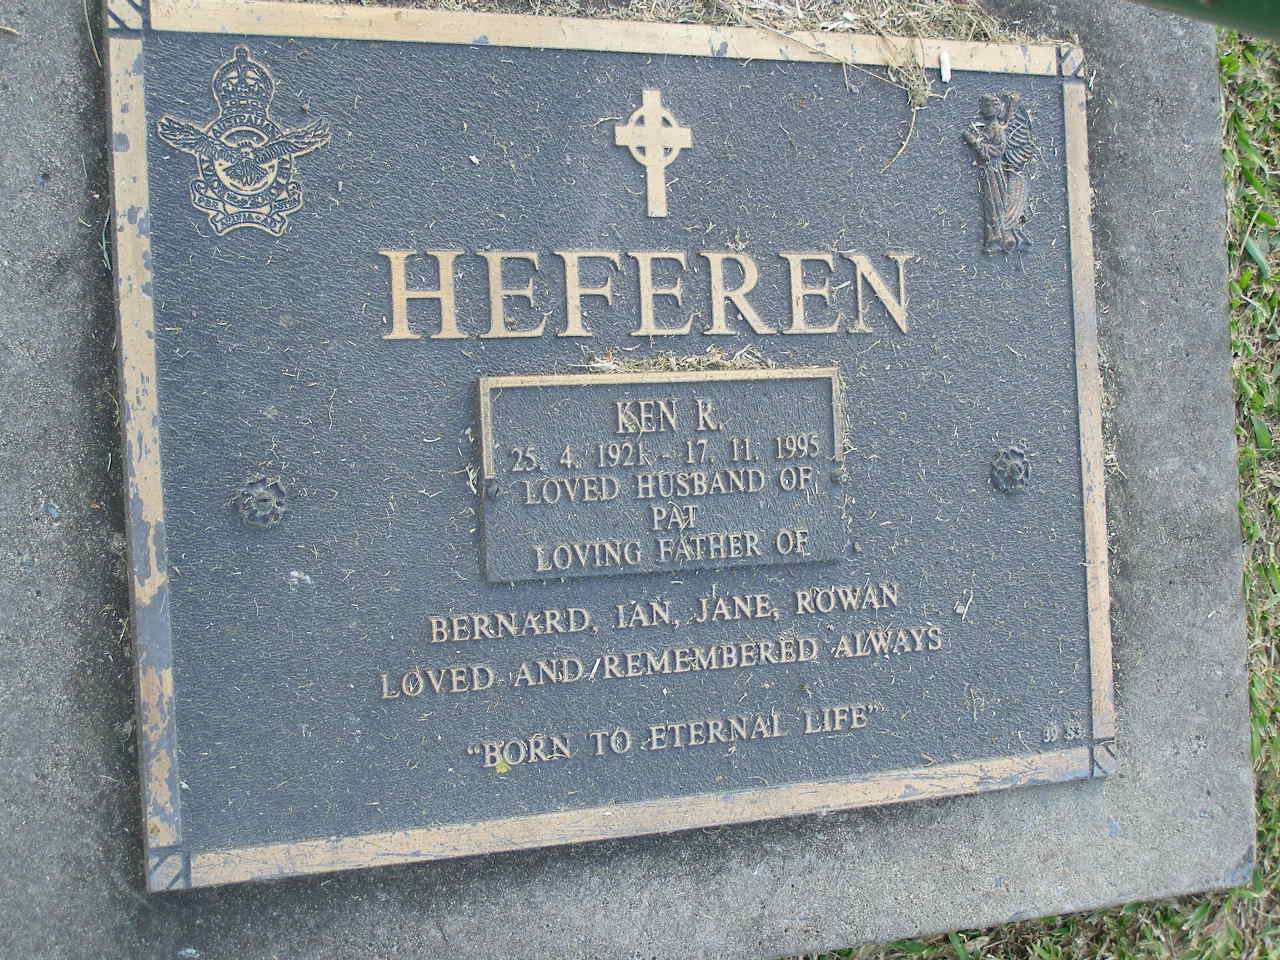 AUSTRALIAN
HEFEREN
KEN R.
25. 4. 1921 - 17. 11. 1995
LOVED HUSBAND OF
PAT
LOVING FATHER OF
BERNARD, IAN, JANE, ROWAN
LOVED AND REMEMBERED ALWAYS
"BORN TO ETERNAL LIFE"